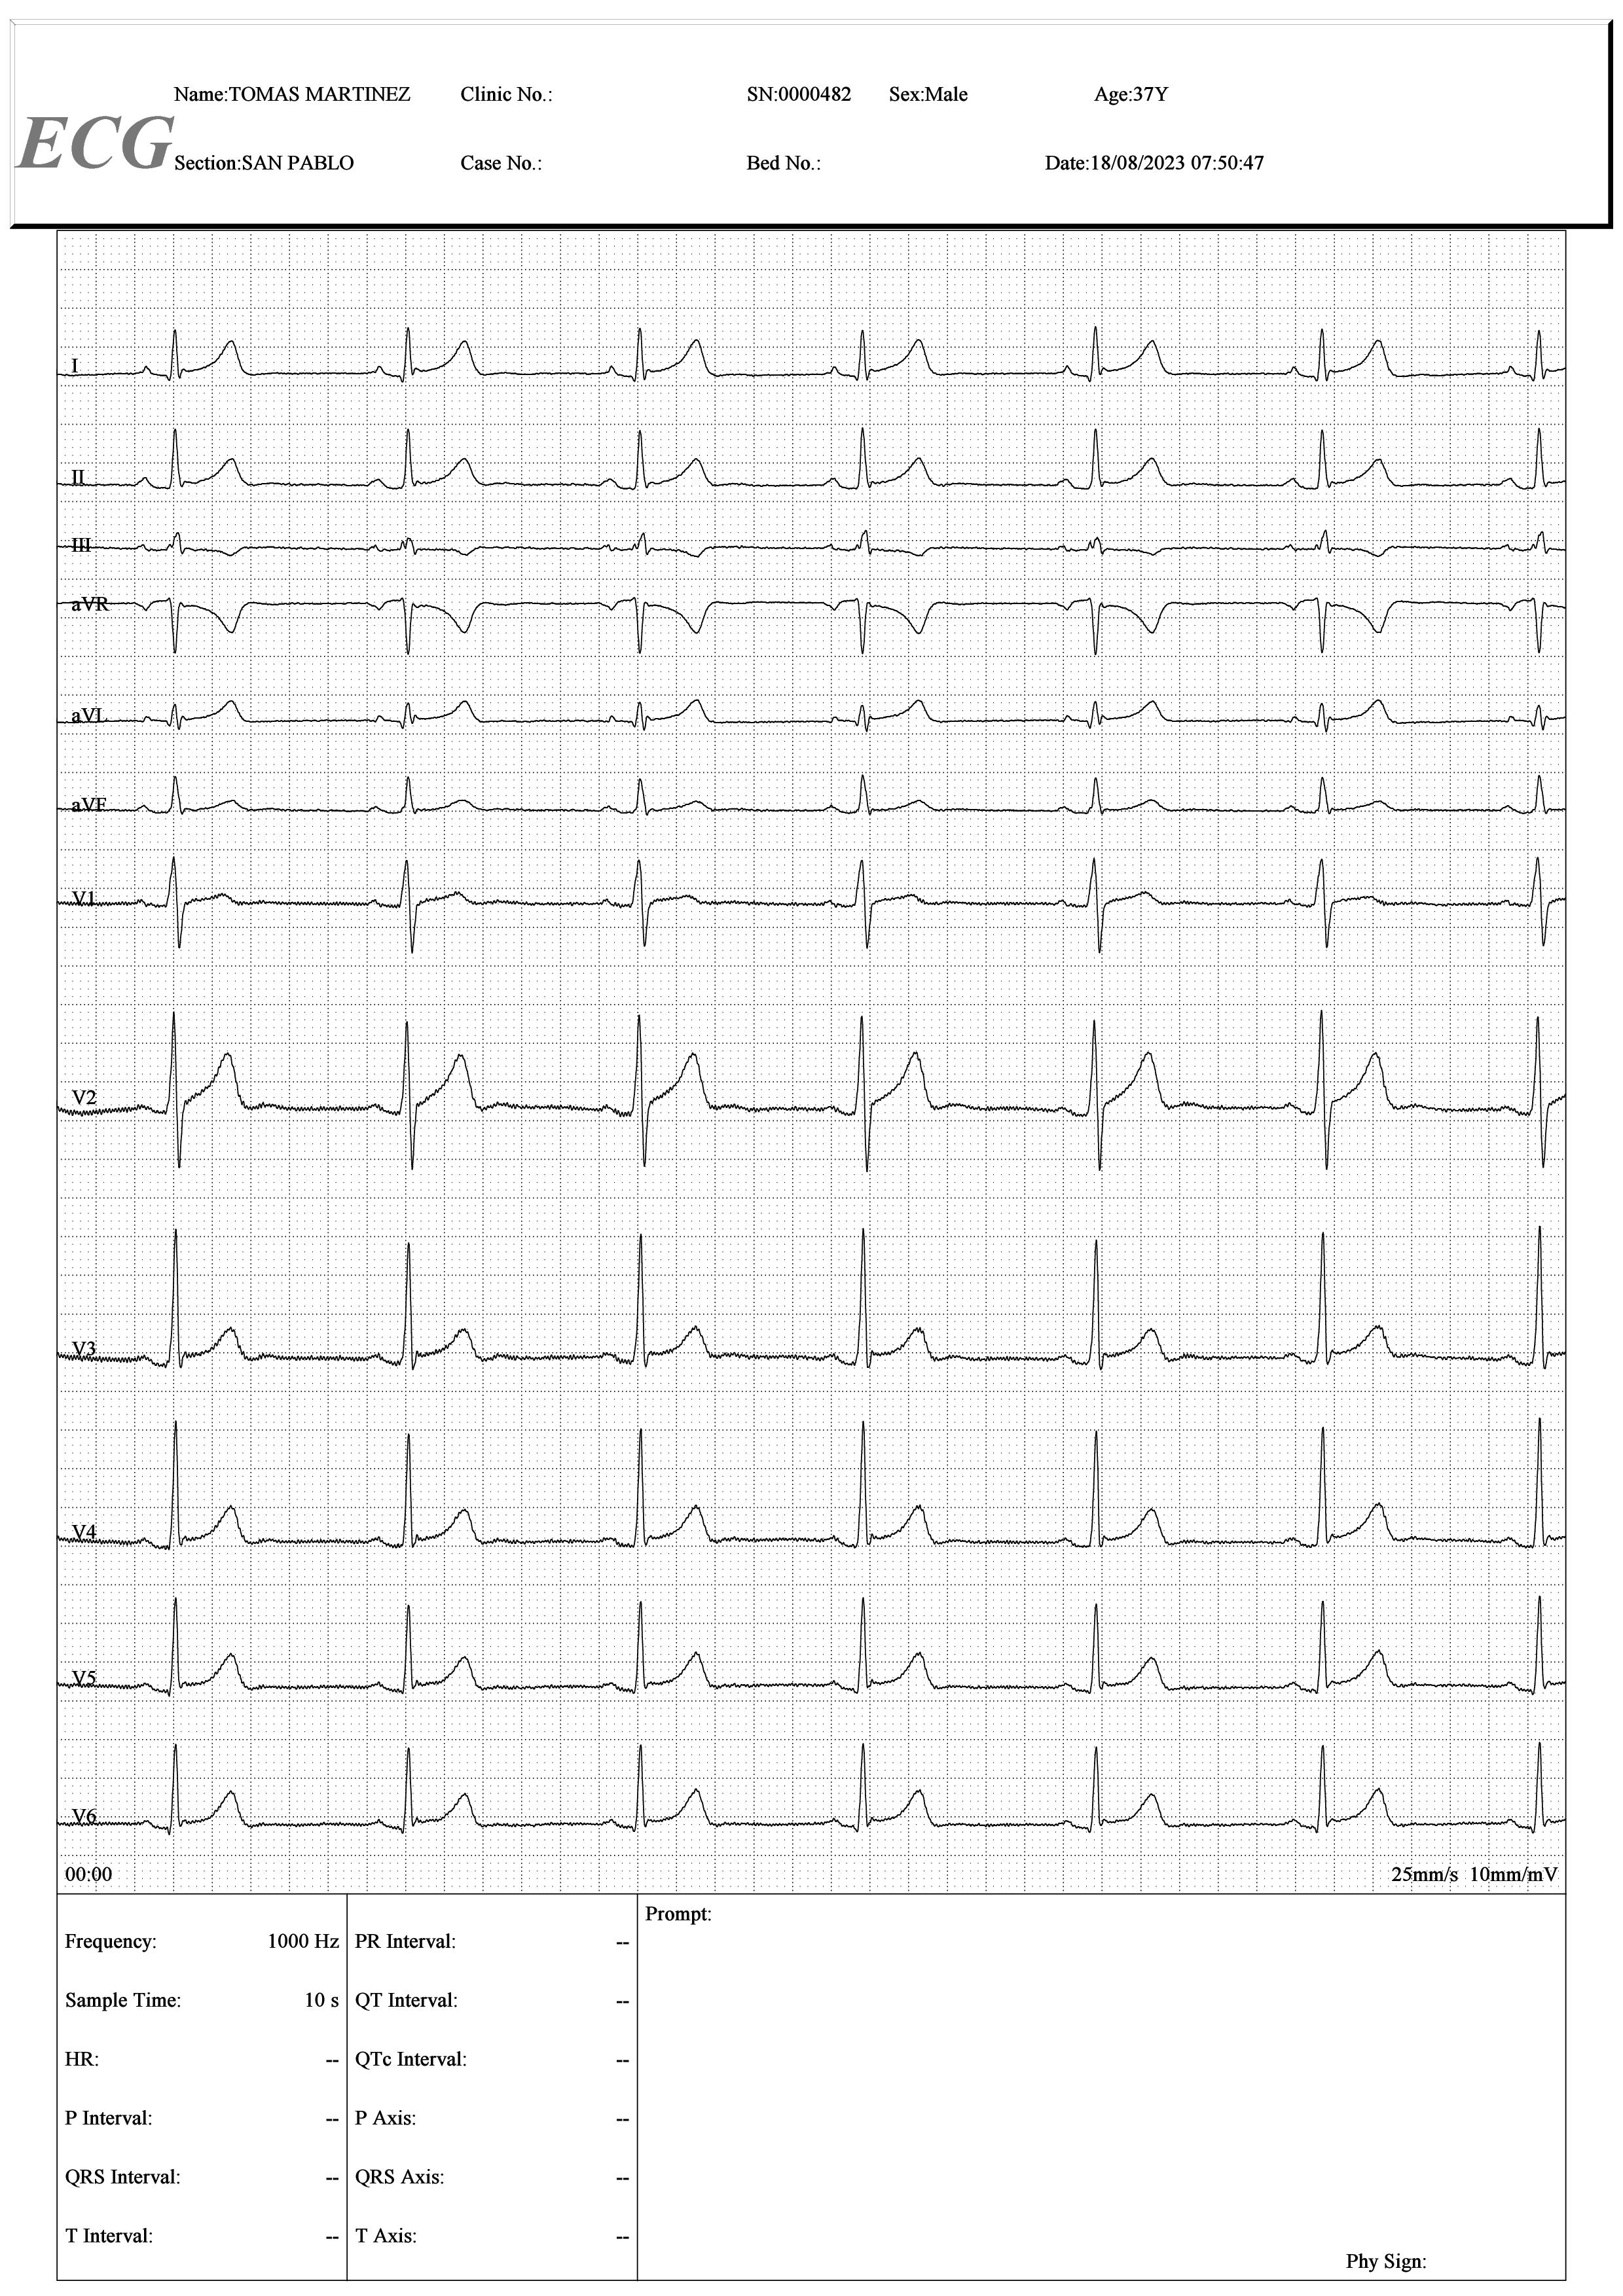 Name:TOMAS MARTINEZ Clinic No.: SN:0000482 Sex:Male Age:37Y
ECG
Section:SAN PABLO Case No.: Bed No.: Date:18/08/2023 07:50:47
I
II
III
aVR
aVL
aVF
V1
V2
V3
V4
V5
V6
00:00 25mm/s 10mm/mV
Prompt:
Frequency: 1000 Hz PR Interval: --
Sample Time: 10 s QT Interval: --
HR: -- QTc Interval: --
P Interval: -- P Axis: --
QRS Interval: -- QRS Axis: --
T Interval: -- T Axis: --
Phy Sign: